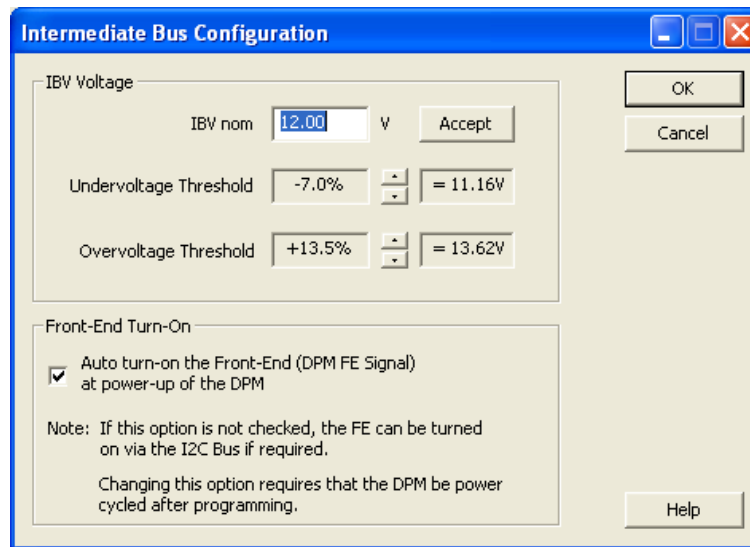 Intermediate Bus Configuration
IBV Voltage
IBV nom 12.00 V Accept
Undervoltage Threshold -7.0% = 11.16V
Overvoltage Threshold +13.5% = 13.62V
OK
Cancel
Front-End Turn-On
Auto turn-on the Front-End (DPM FE Signal)
at power-up of the DPM
Note: If this option is not checked, the FE can be turned
on via the I2C Bus if required.
Changing this option requires that the DPM be power
cycled after programming.
Help